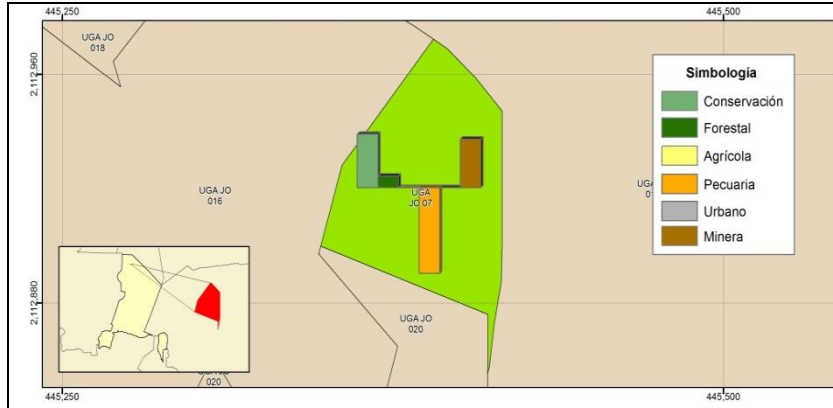 445,250
445,500
UGA JO
018
2,112,960
Simbología
Conservación
Forestal
Agrícola
Pecuaria
Urbano
Minera
UGA JO
016
UGA
JO 07
2,112,880
UGA JO
020
020
445,250
445,500